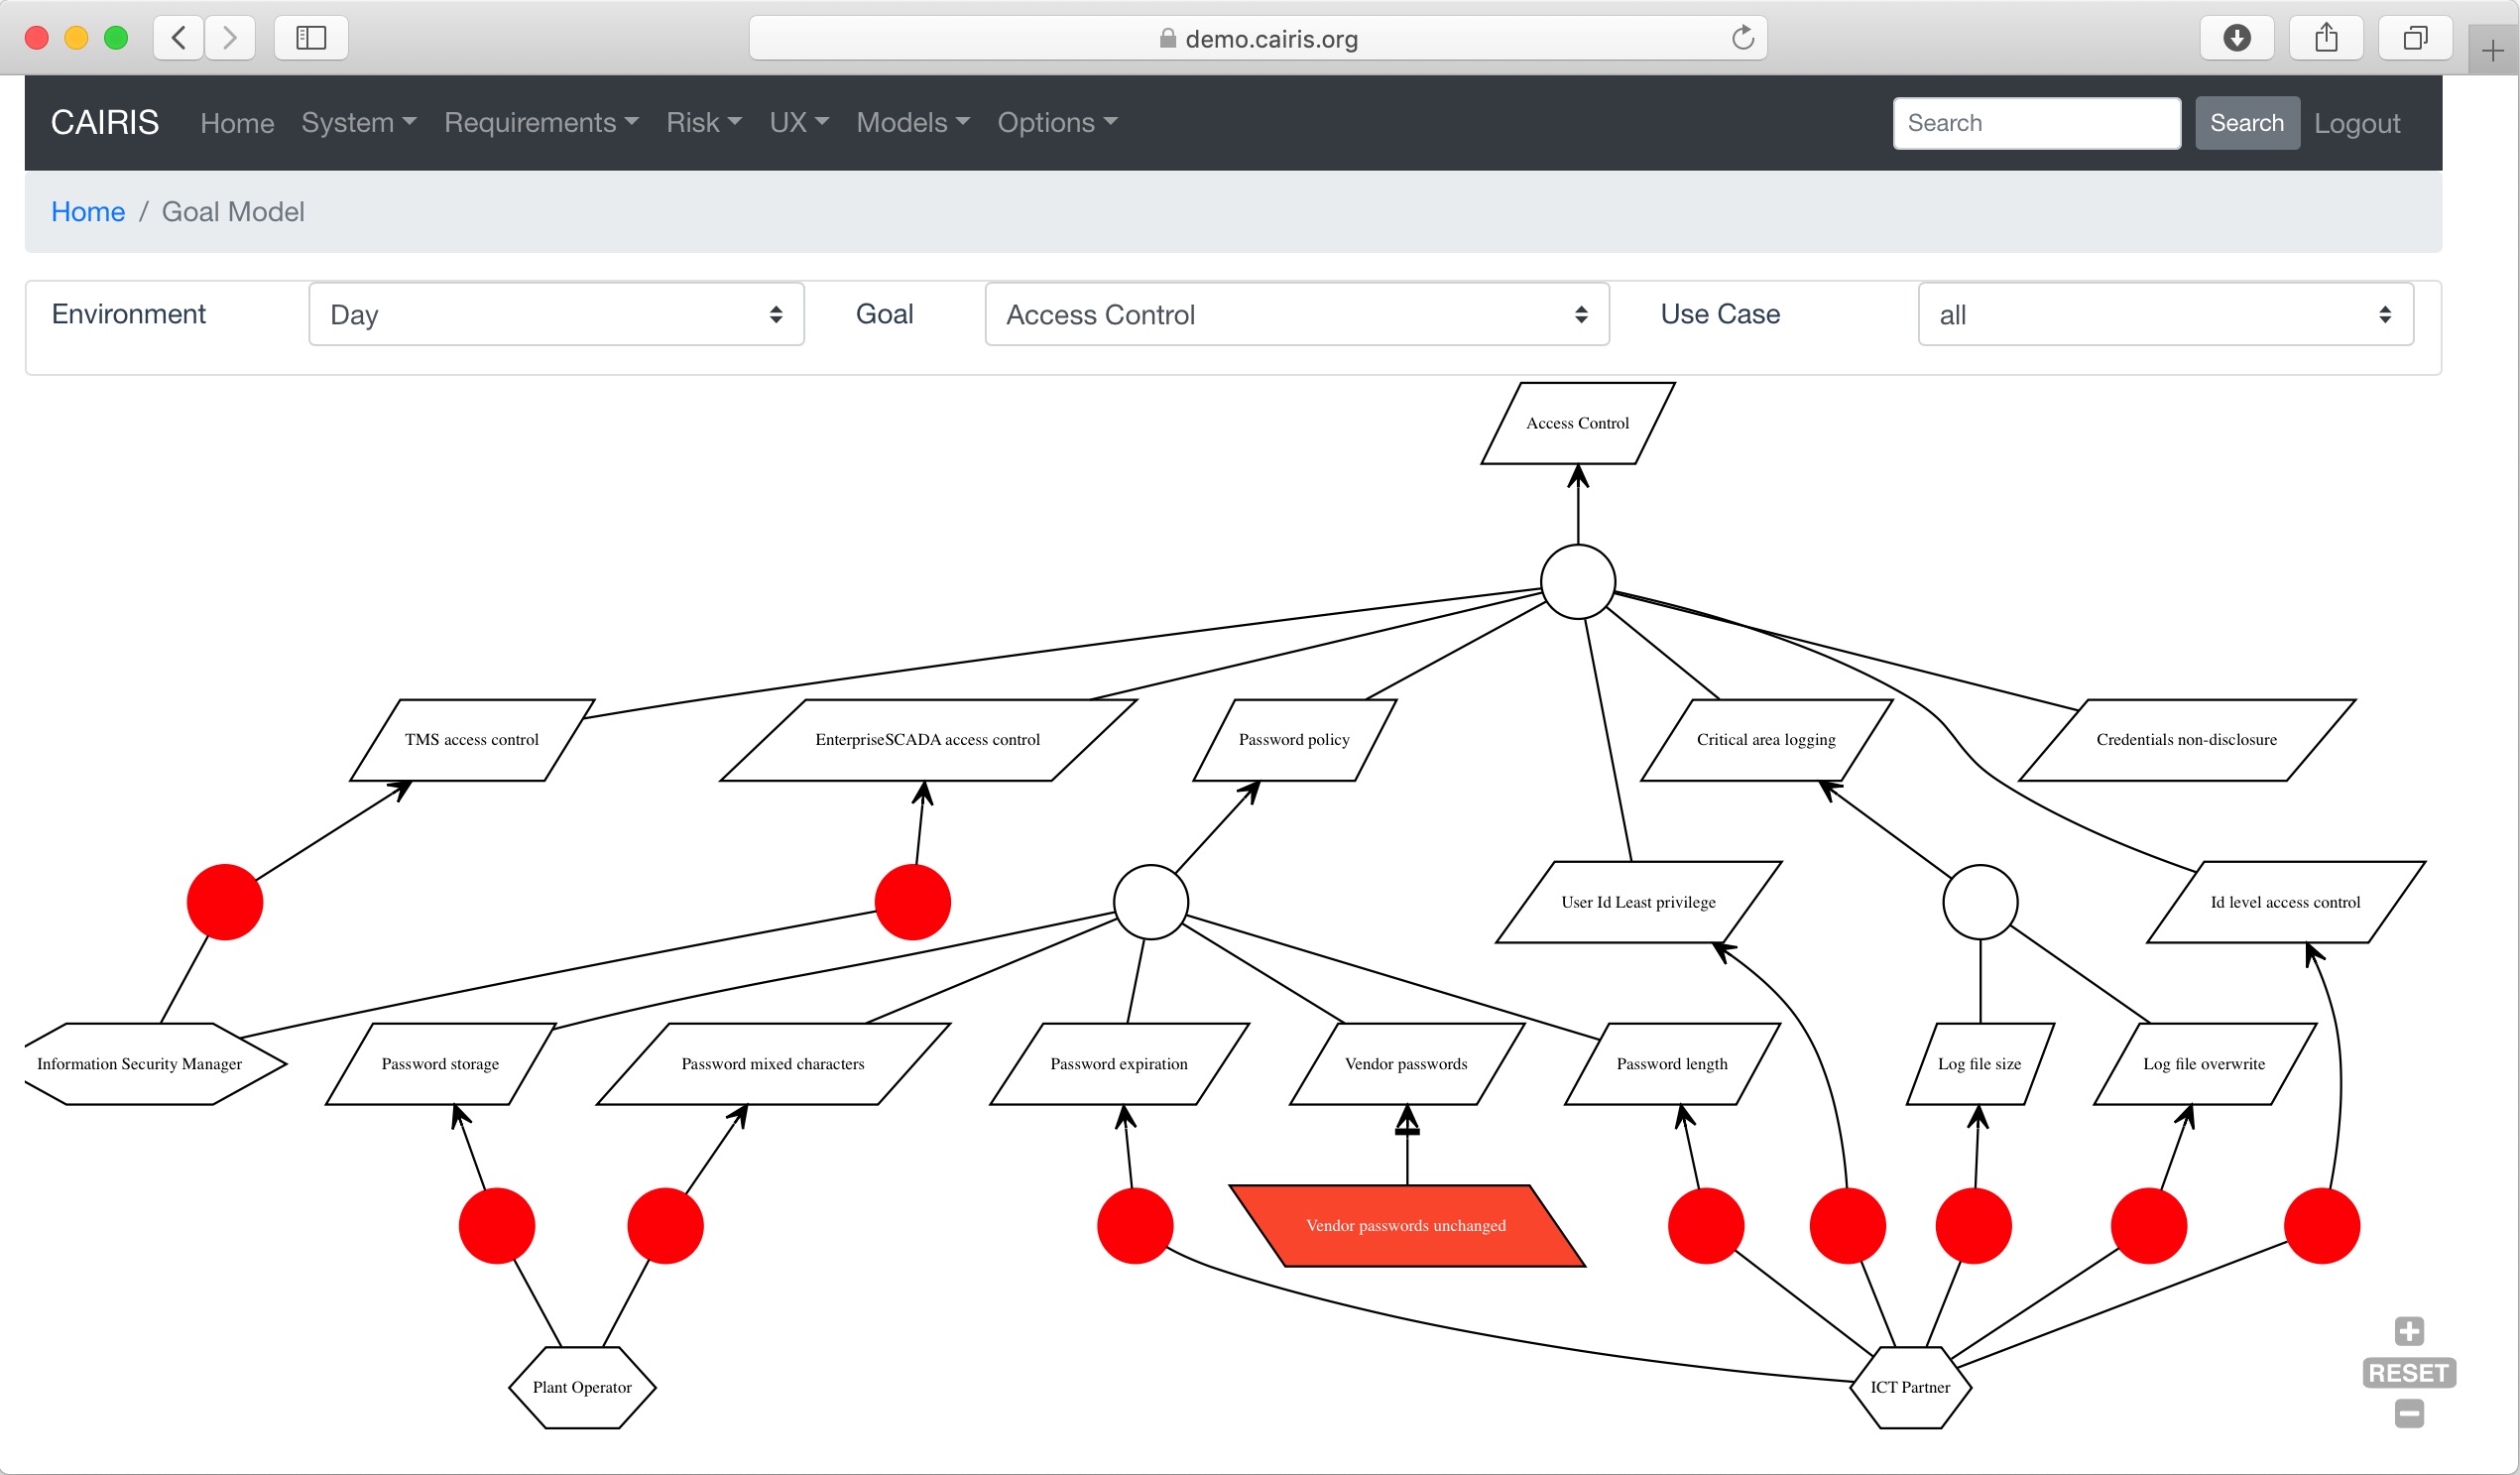 demo.cairis.org
CAIRIS Home System Requirements Risk UX Models Options Search Search Logout
Home / Goal Model
Environment Day Goal Access Control Use Case all
Access Control
TMS access control EnterpriseSCADA access control Password policy Critical area logging Credentials non-disclosure
User Id Least privilege Id level access control
Information Security Manager Password storage Password mixed characters Password expiration Vendor passwords Password length Log file size Log file overwrite
Vendor passwords unchanged
Plant Operator ICT Partner
RESET